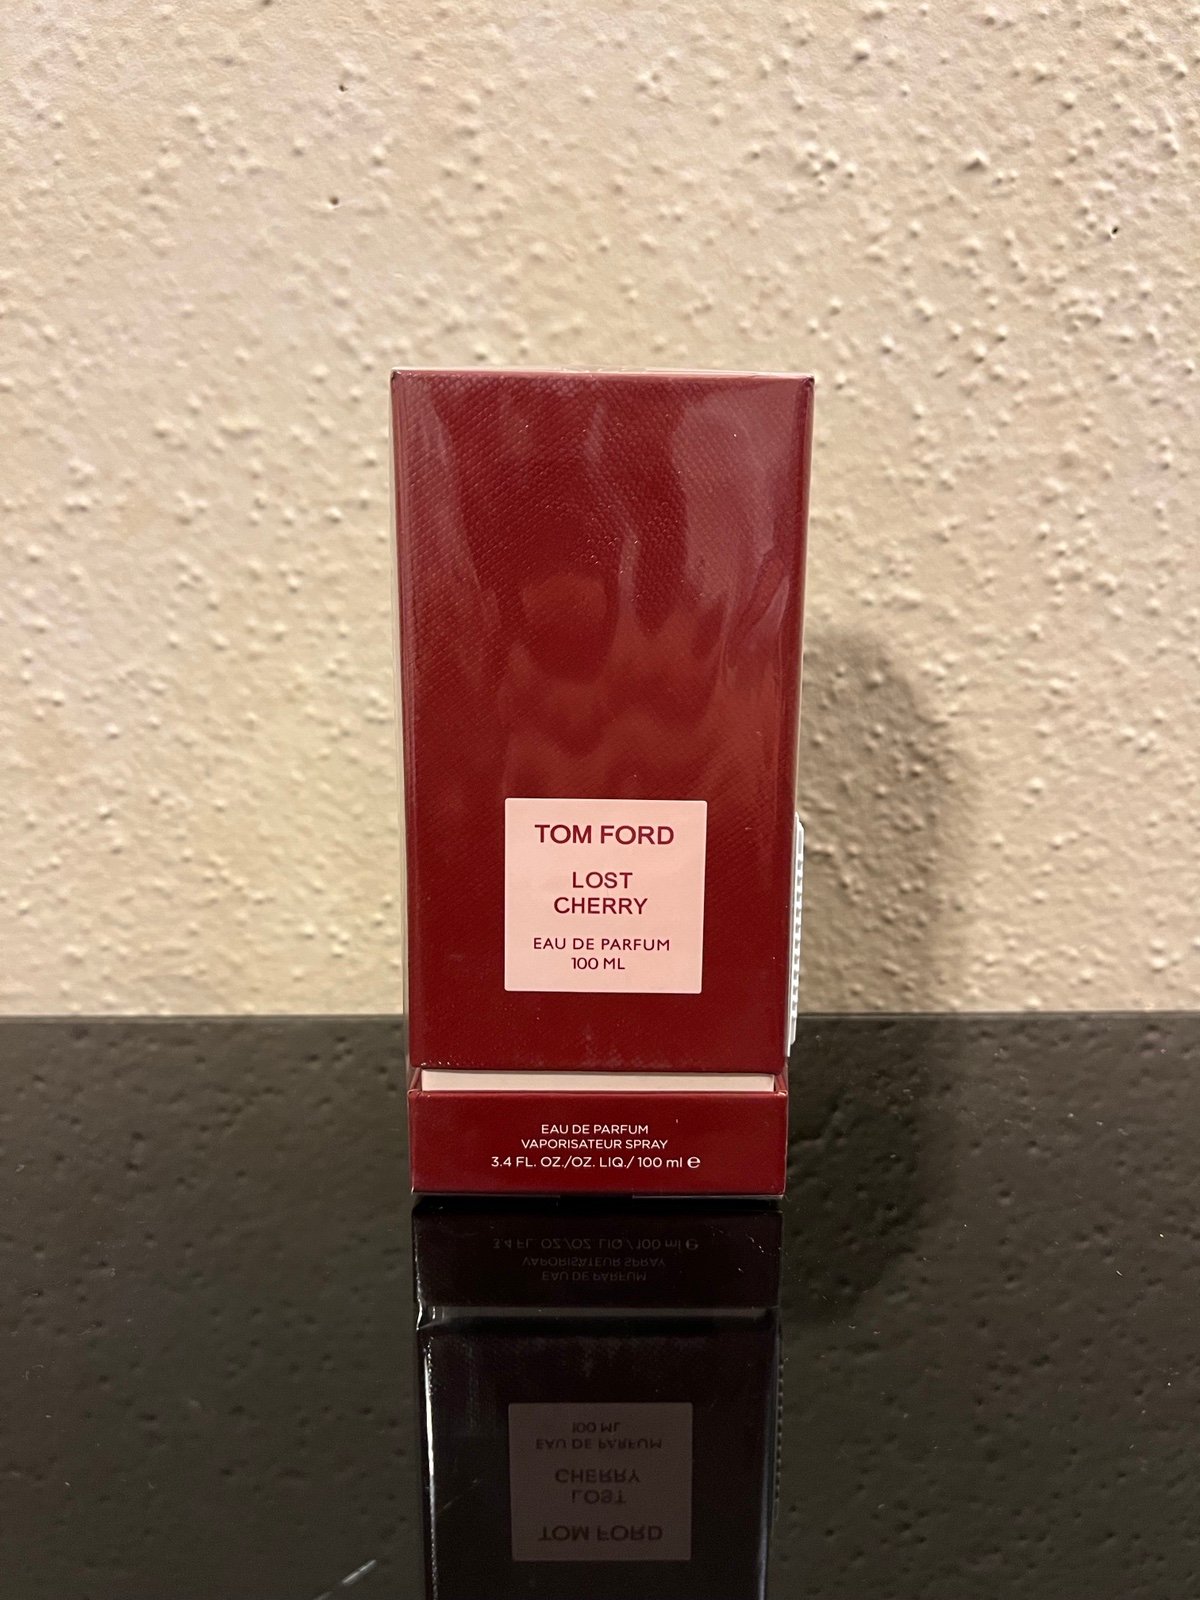 TOM FORD
LOST
CHERRY
EAU DE PARFUM
100 ML
EAU DE PARFUM
VAPORISATEUR SPRAY
3.4 FL. OZ./OZ. LIQ./ 100 ml ℮